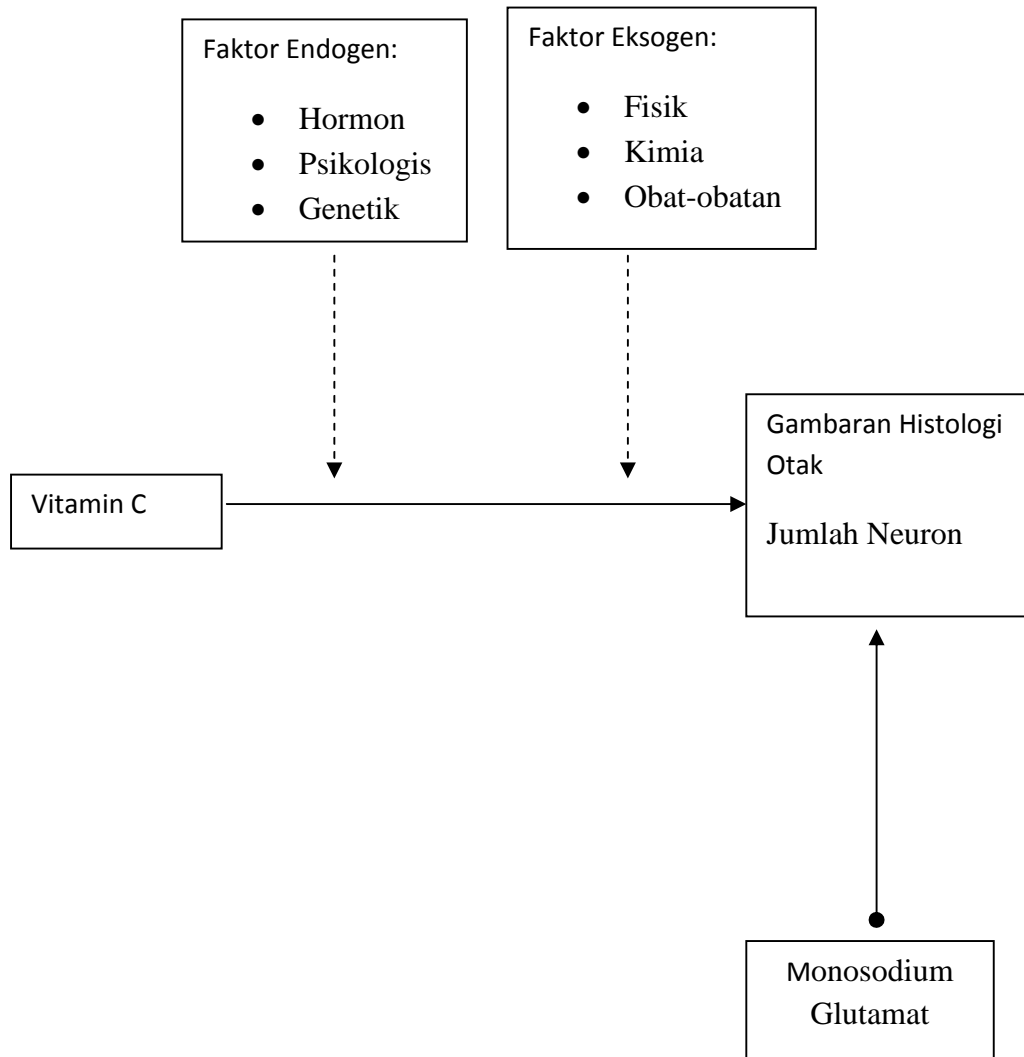 Faktor Endogen:
• Hormon
• Psikologis
• Genetik
Faktor Eksogen:
• Fisik
• Kimia
• Obat-obatan
Vitamin C
Gambaran Histologi
Otak
Jumlah Neuron
Monosodium
Glutamat